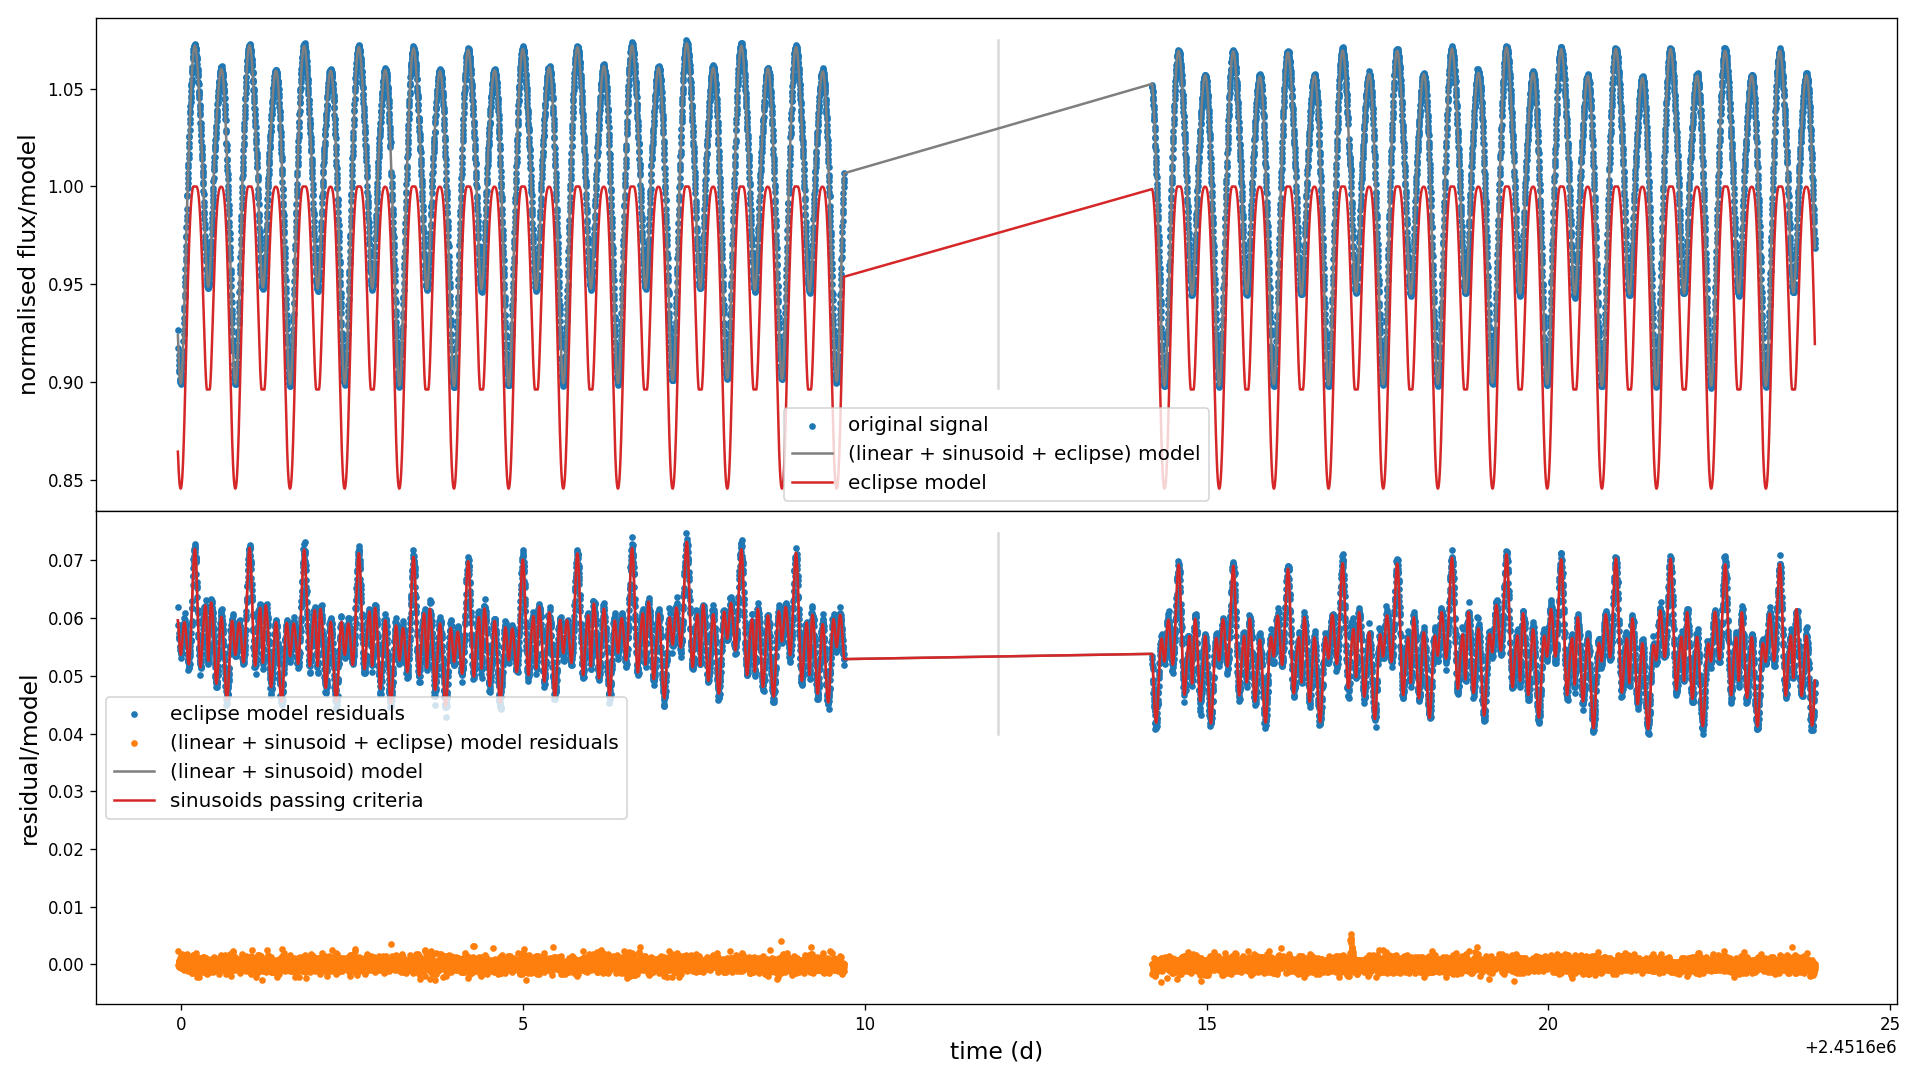 normalised flux/model
1.05
1.00
0.95
0.90
0.85
original signal
(linear + sinusoid + eclipse) model
eclipse model
residual/model
0.07
0.06
0.05
0.04
0.03
0.02
0.01
0.00
eclipse model residuals
(linear + sinusoid + eclipse) model residuals
(linear + sinusoid) model
sinusoids passing criteria
0 5 10 15 20 25
time (d)
+2.4516e6